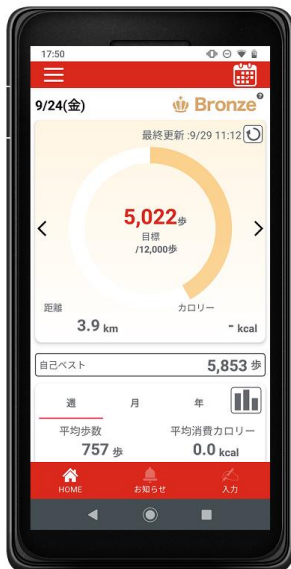 17:50
9/24(金)
Bronze
?
最終更新 :9/29 11:12
5,022歩
目標
/12,000歩
距離
カロリー
3.9 km
- kcal
自己ベスト
5,853 歩
週 月 年
平均歩数
平均消費カロリー
757 歩
0.0 kcal
HOME
お知らせ
入力